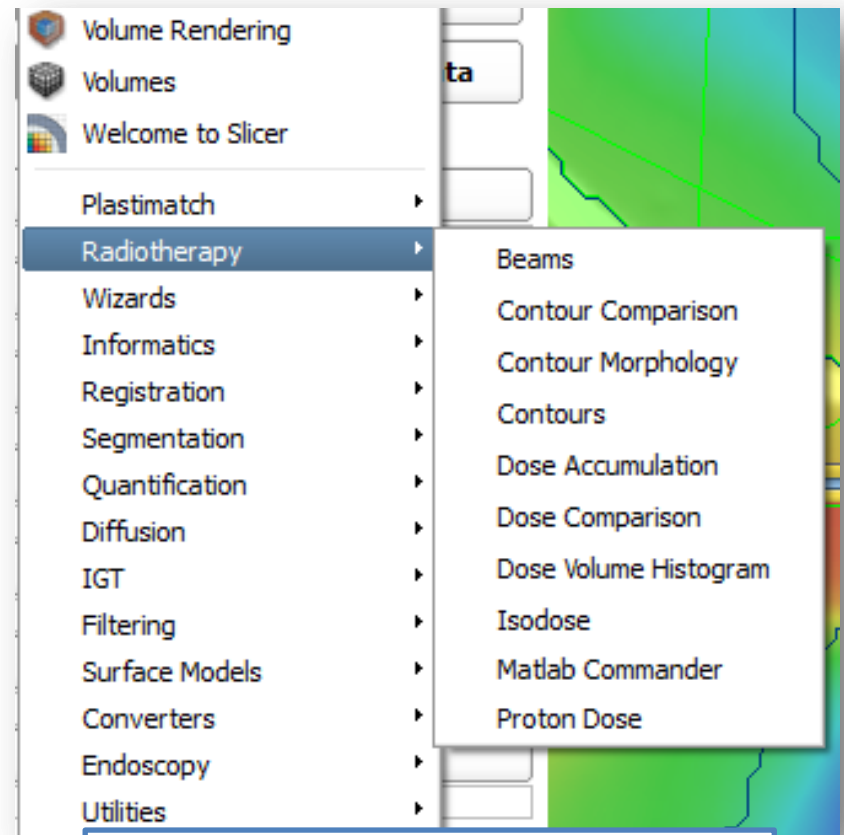 Volume Rendering
Volumes
ta
Welcome to Slicer
Plastimatch
Radiotherapy
Wizards
Informatics
Registration
Segmentation
Quantification
Diffusion
IGT
Filtering
Surface Models
Converters
Endoscopy
Utilities
Beams
Contour Comparison
Contour Morphology
Contours
Dose Accumulation
Dose Comparison
Dose Volume Histogram
Isodose
Matlab Commander
Proton Dose